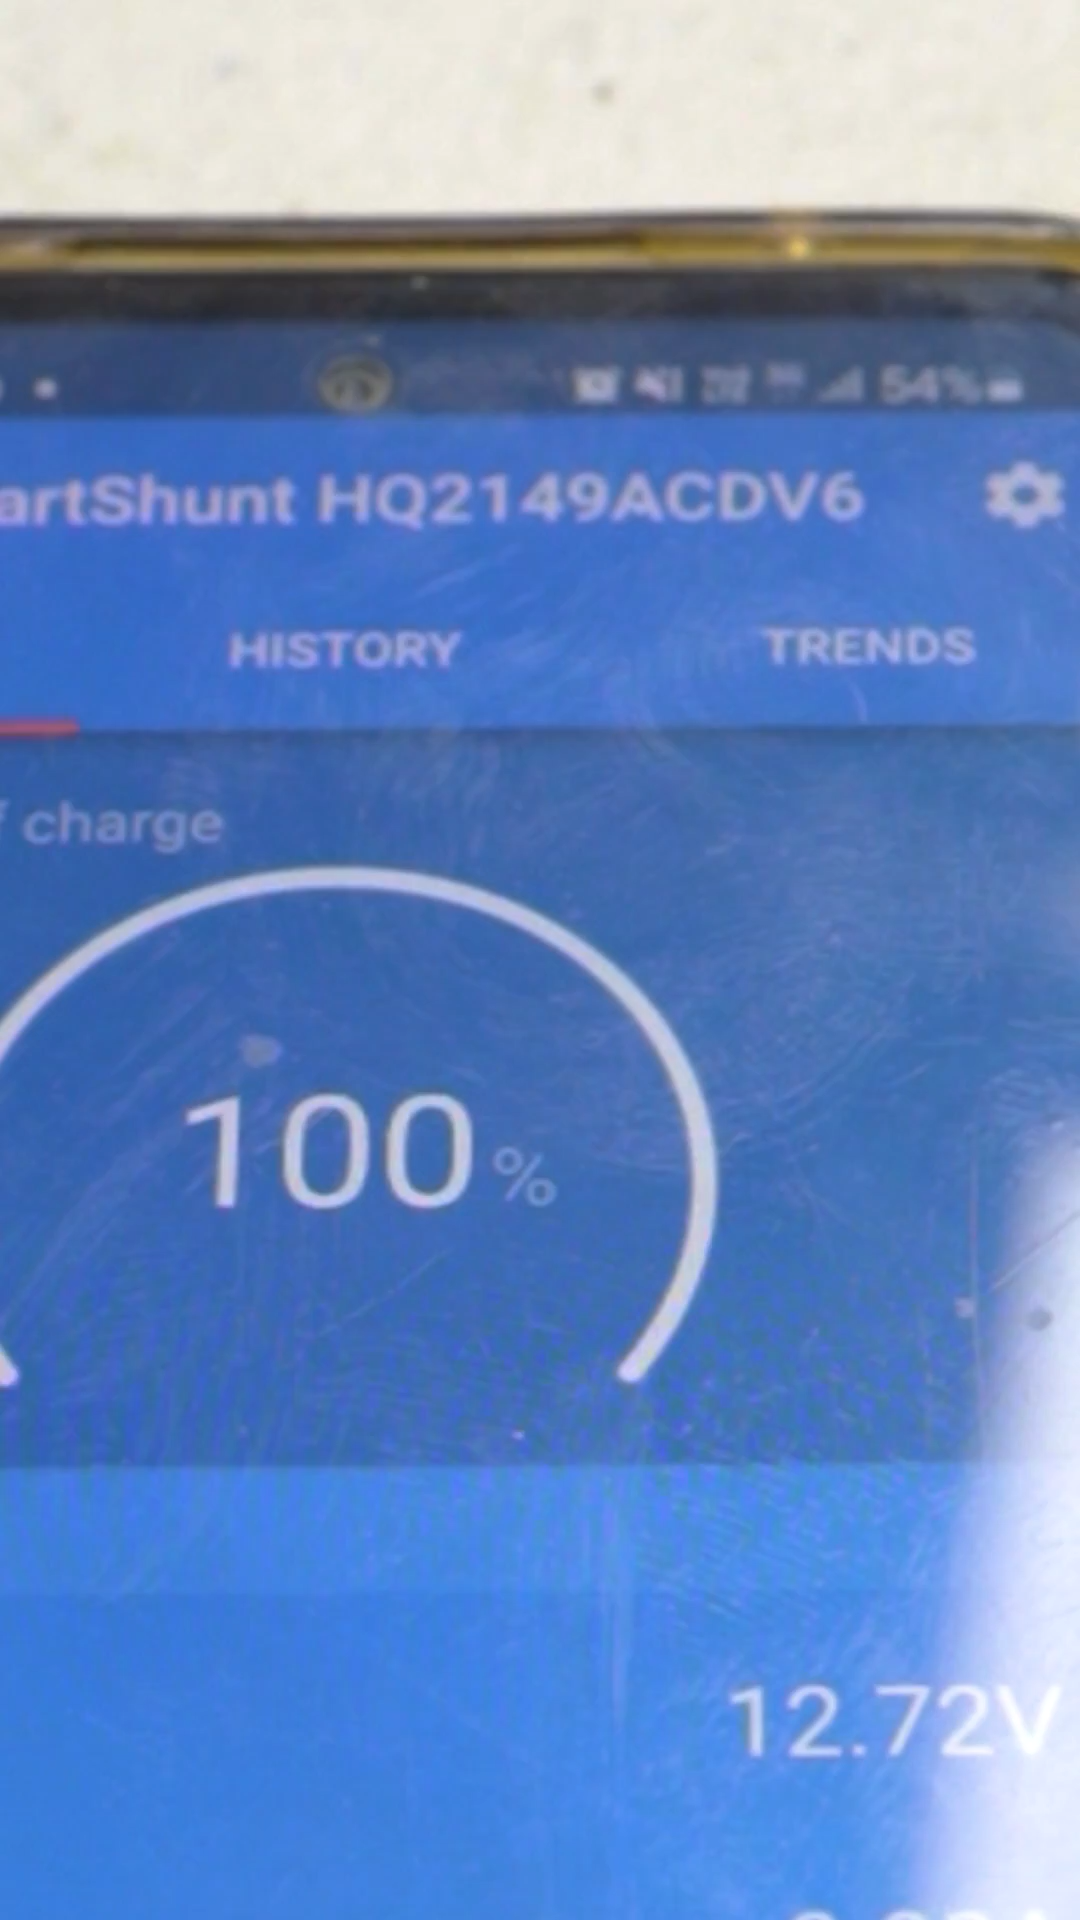 54%
artShunt HQ2149ACDV6
HISTORY TRENDS
f charge
100%
12.72V